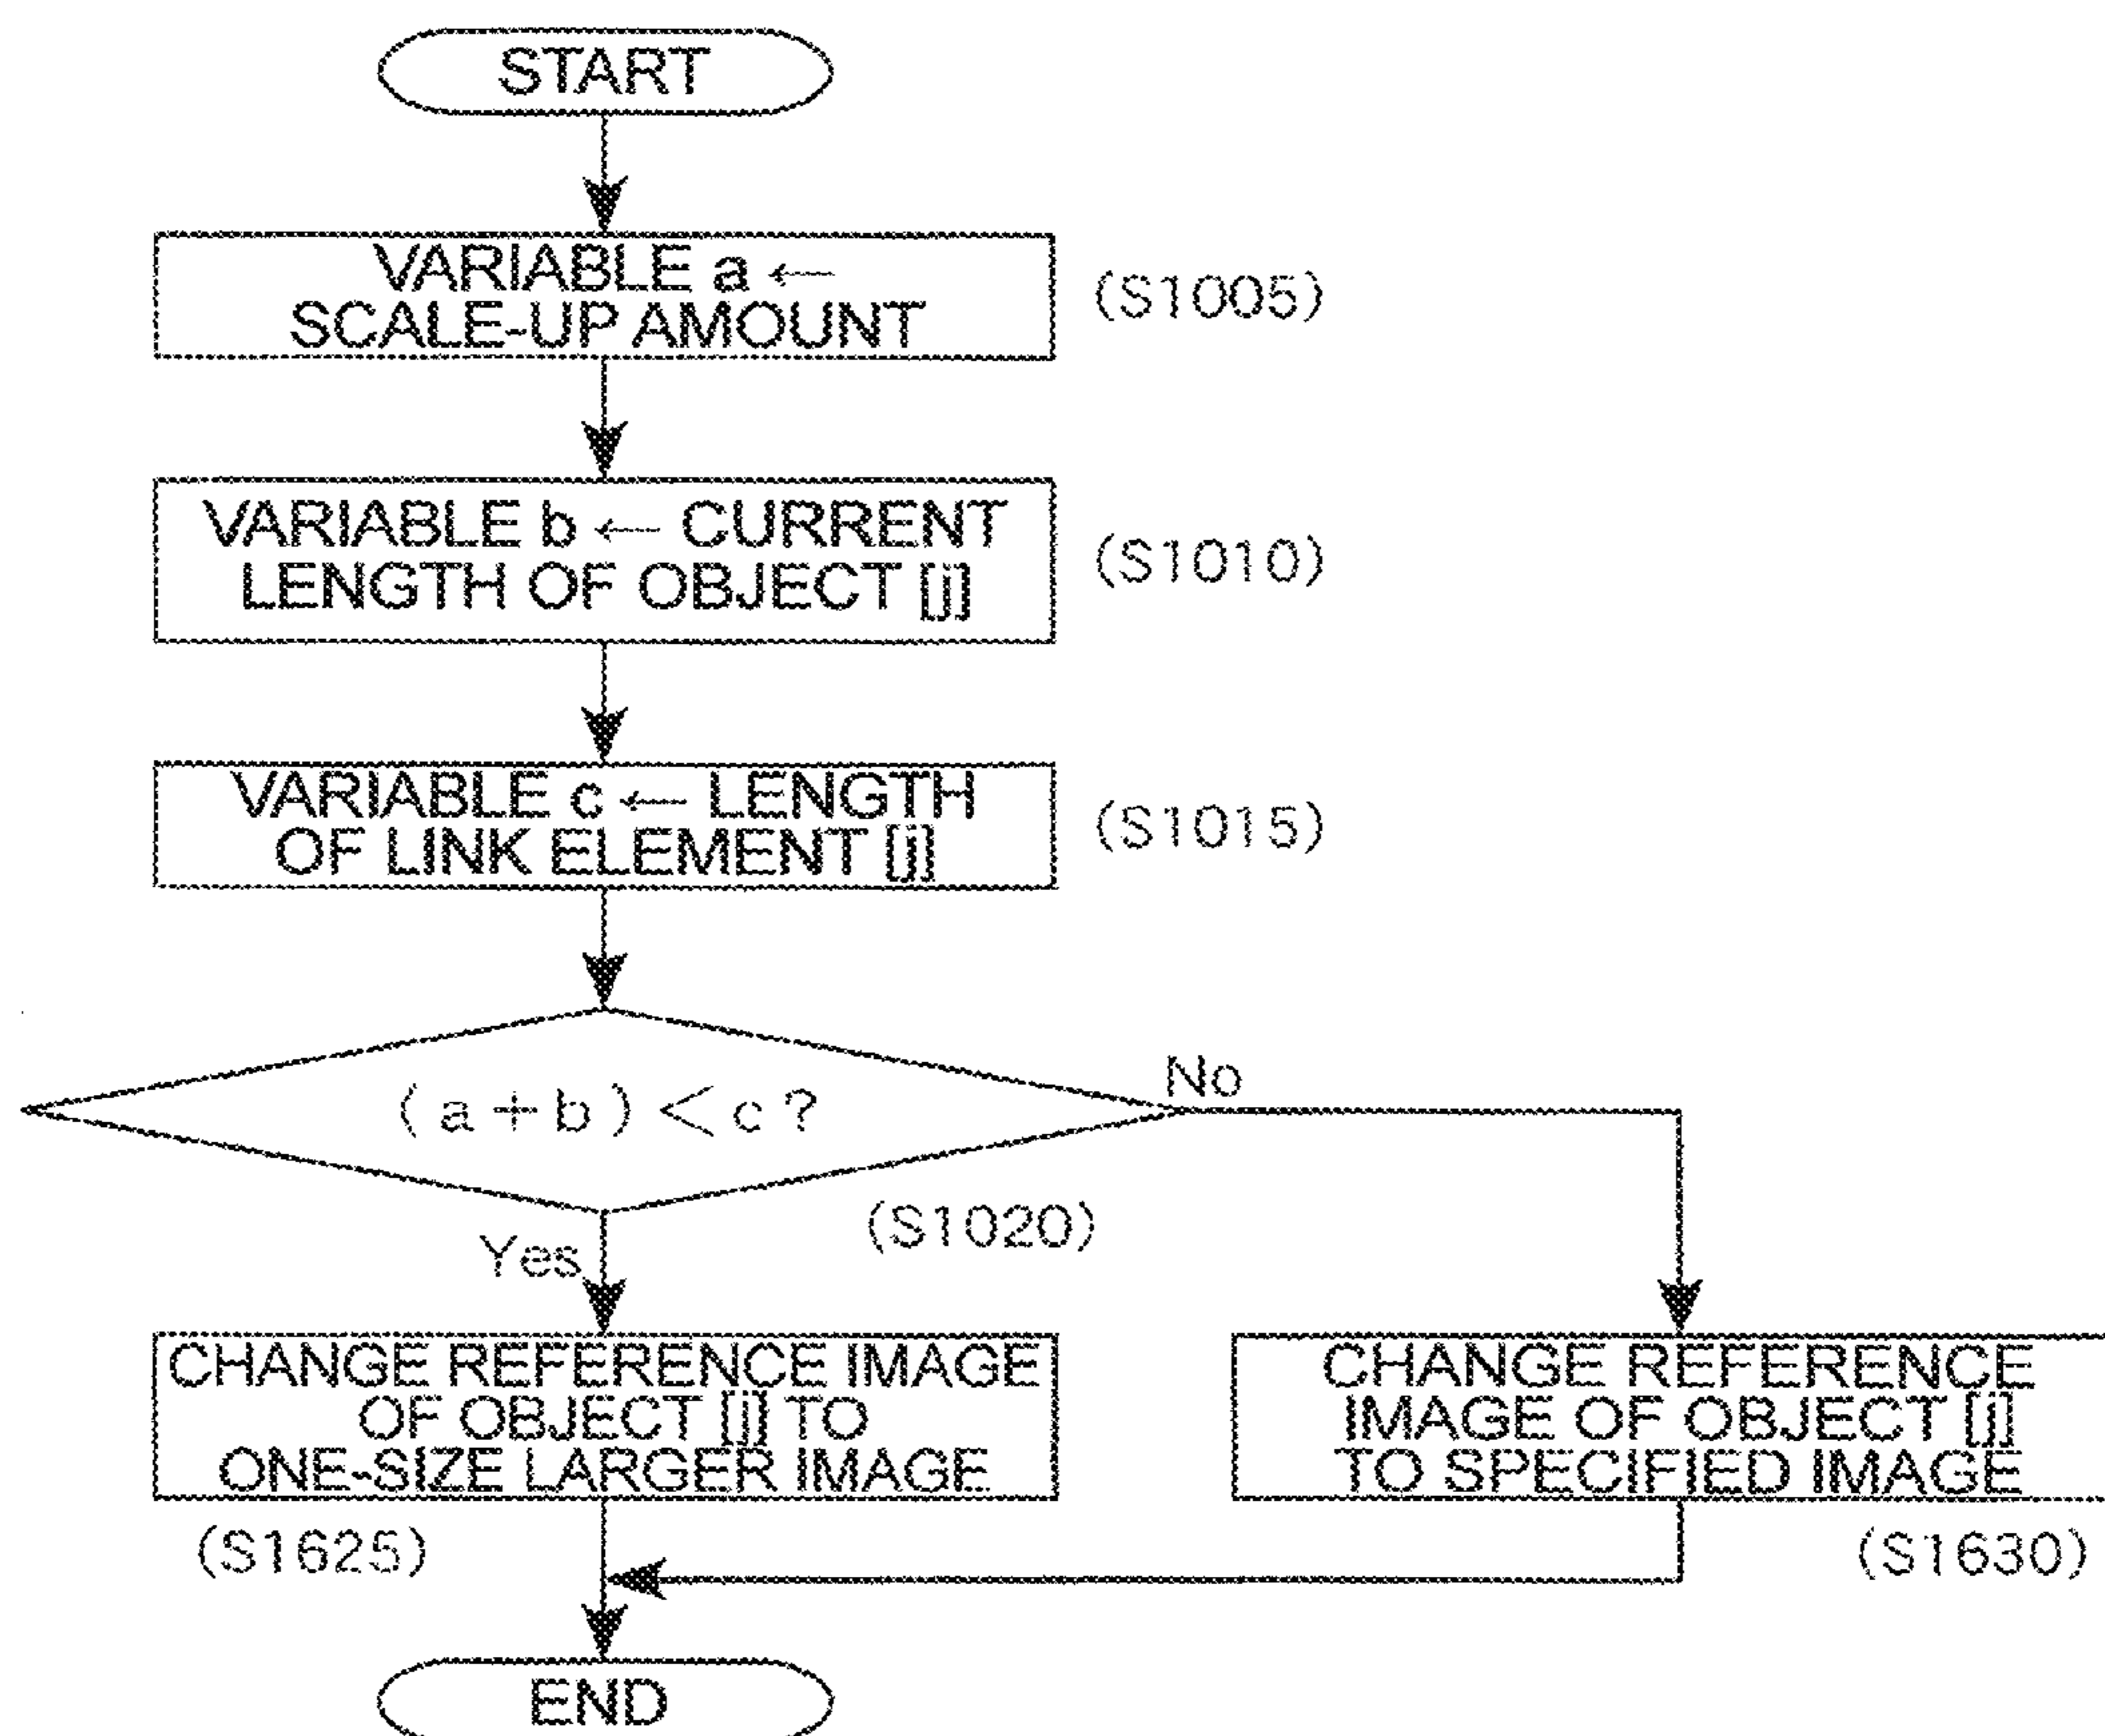 START
VARIABLE a ←
SCALE-UP AMOUNT
(S1005)
VARIABLE b ← CURRENT
LENGTH OF OBJECT [j]
(S1010)
VARIABLE c ← LENGTH
OF LINK ELEMENT [j]
(S1015)
(a+b)<c?
No
(S1020)
Yes
CHANGE REFERENCE IMAGE
OF OBJECT [j] TO
ONE-SIZE LARGER IMAGE
(S1625)
CHANGE REFERENCE
IMAGE OF OBJECT [j]
TO SPECIFIED IMAGE
(S1630)
END